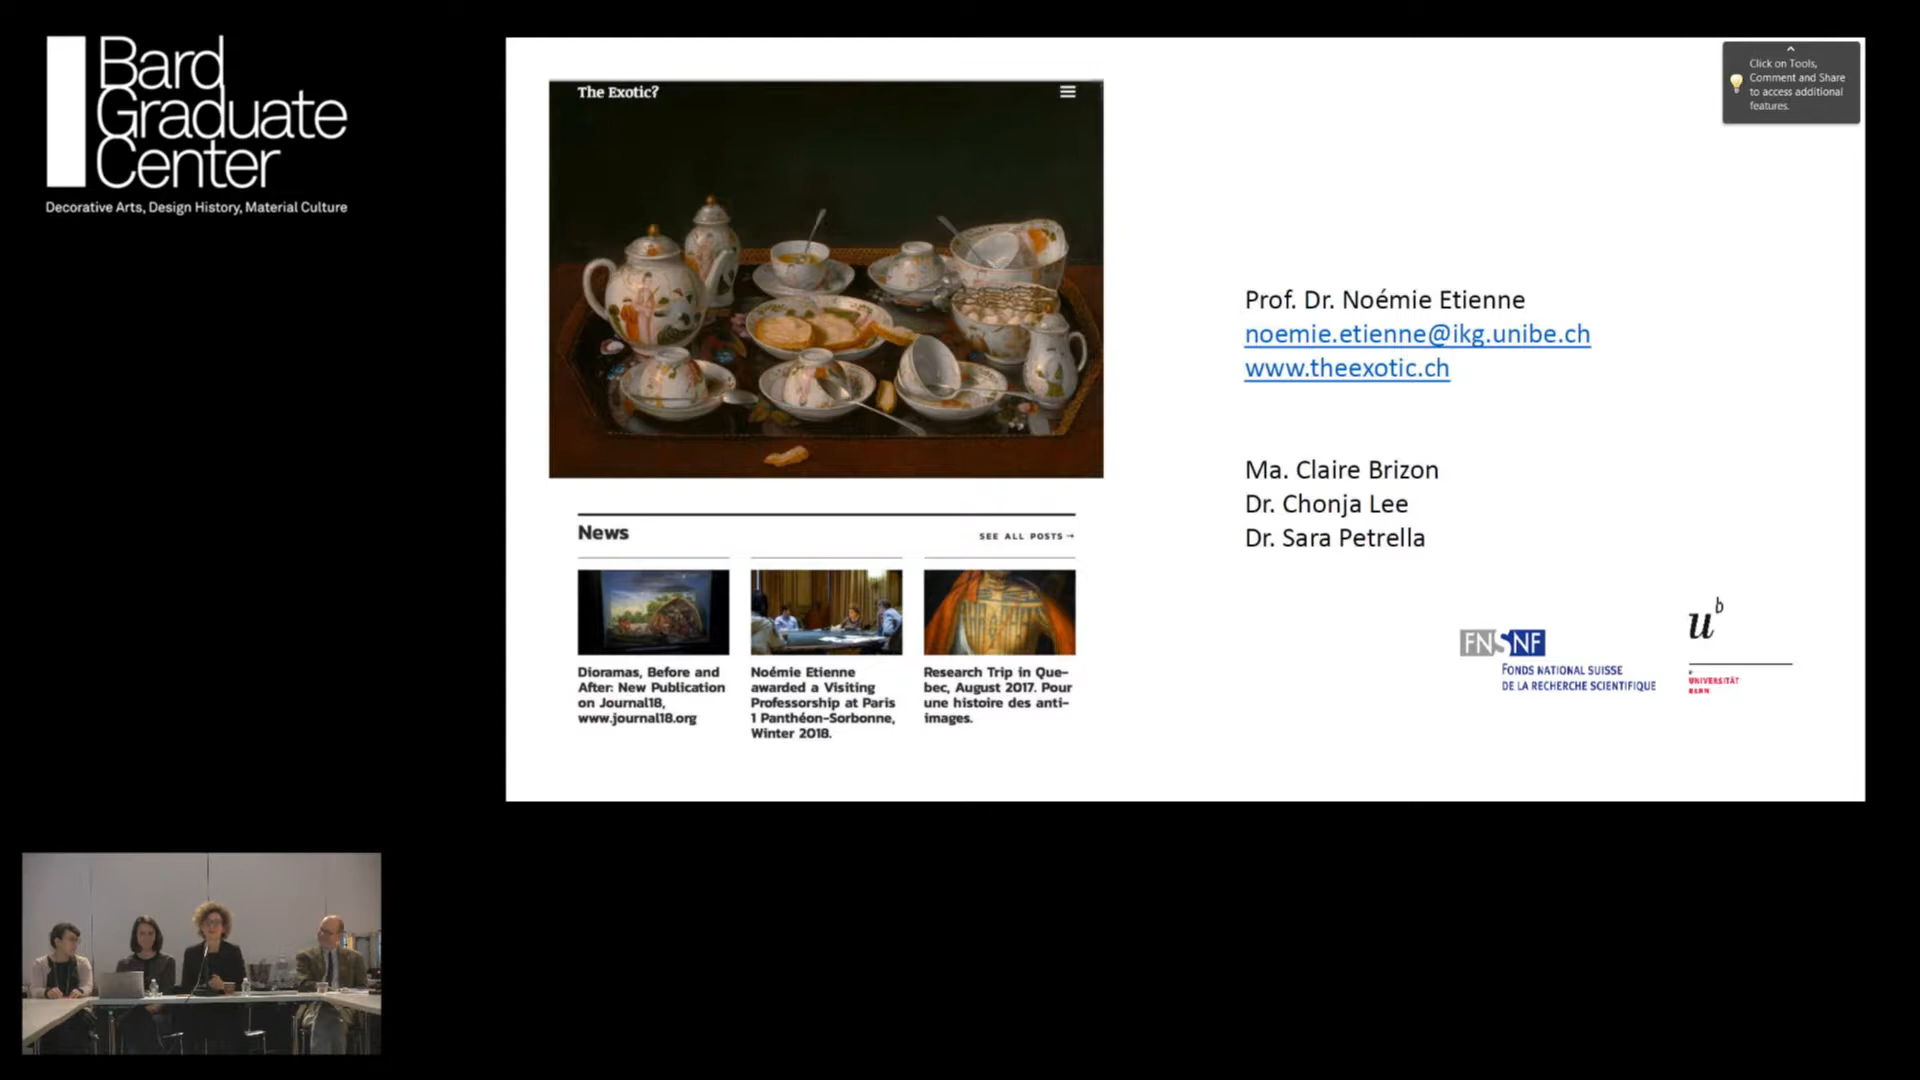 Bard
Graduate
Center
Decorative Arts, Design History, Material Culture
The Exotic?
News
SEE ALL POSTS →
Dioramas, Before and
After: New Publication
on Journal18,
www.journal18.org
Noémie Etienne
awarded a Visiting
Professorship at Paris
1 Panthéon-Sorbonne,
Winter 2018.
Research Trip in Que-
bec, August 2017. Pour
une histoire des anti-
images.
Prof. Dr. Noémie Etienne
noemie.etienne@ikg.unibe.ch
www.theexotic.ch
Ma. Claire Brizon
Dr. Chonja Lee
Dr. Sara Petrella
FNSNF
FONDS NATIONAL SUISSE
DE LA RECHERCHE SCIENTIFIQUE
u b
UNIVERSITÄT
BERN
Click on Tools,
Comment and Share
to access additional
features.